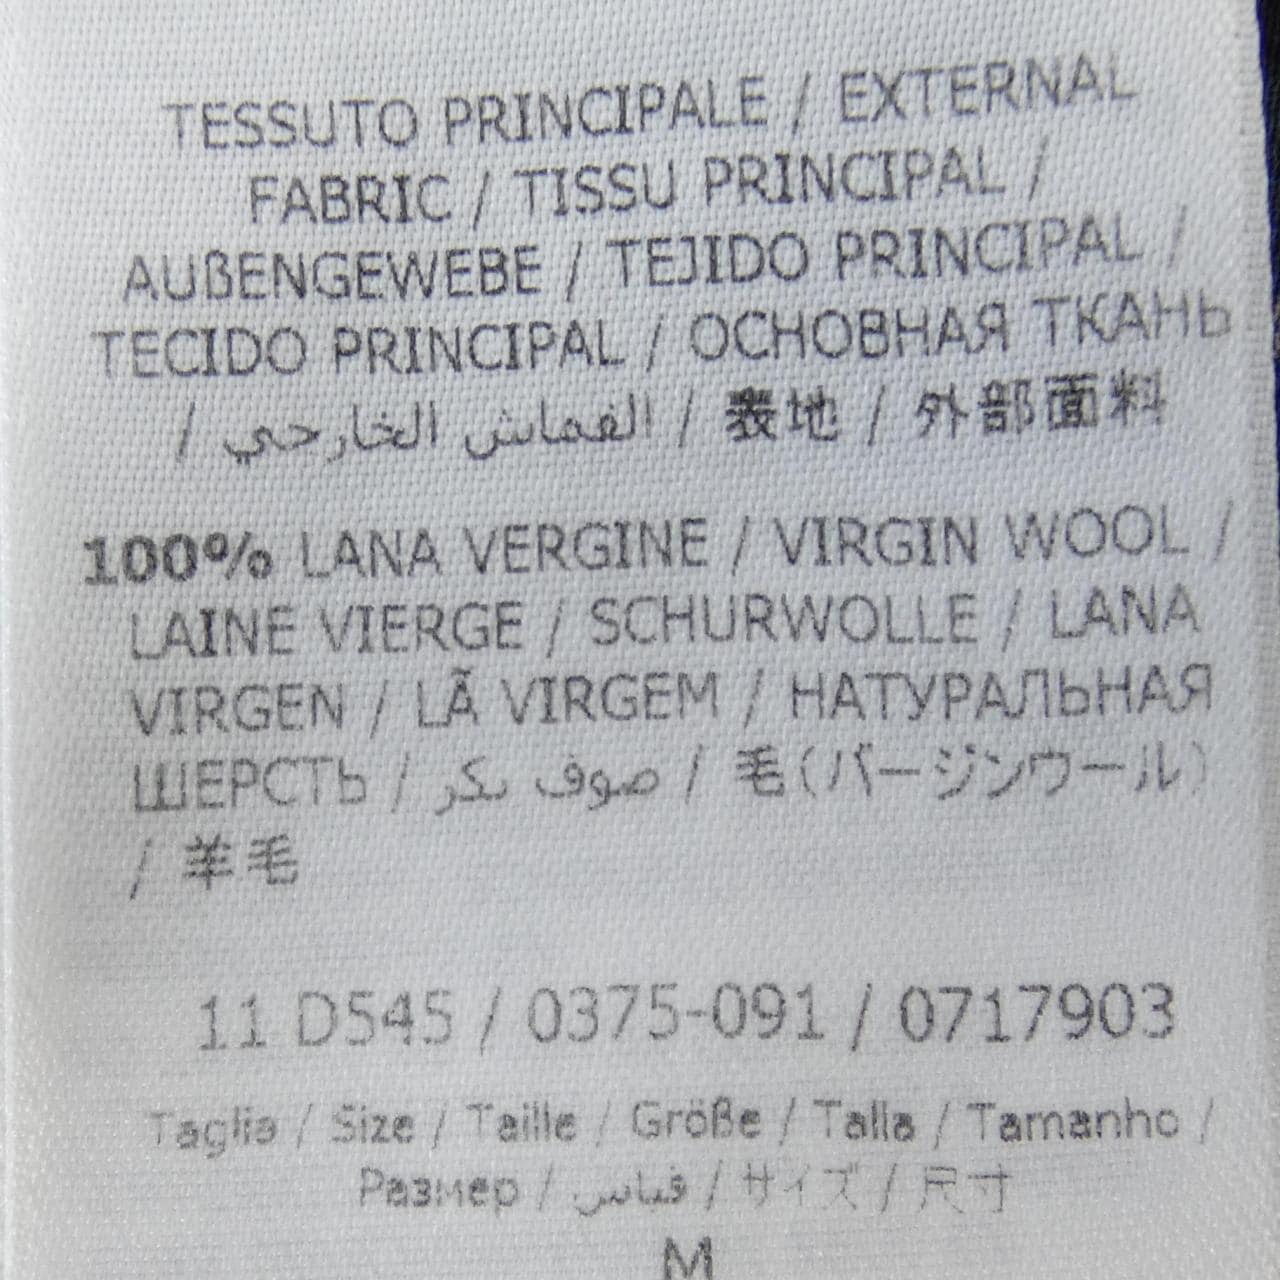 TESSUTO PRINCIPALE / EXTERNAL
FABRIC / TISSU PRINCIPAL /
AUßENGEWEBE / TEJIDO PRINCIPAL /
TECIDO PRINCIPAL / ОСНОВНАЯ ТКАНЬ
/ القماش الخارجي / 表地 / 外部面料
100% LANA VERGINE / VIRGIN WOOL /
LAINE VIERGE / SCHURWOLLE / LANA
VIRGEN / LÃ VIRGEM / НАТУРАЛЬНАЯ
ШЕРСТЬ / صوف بكر / 毛(バージンウール)
/ 羊毛
11 D545 / 0375-091 / 0717903
Taglia / Size / Taille / Größe / Talla / Tamanho /
Размер / قياس / サイズ / 尺寸
M